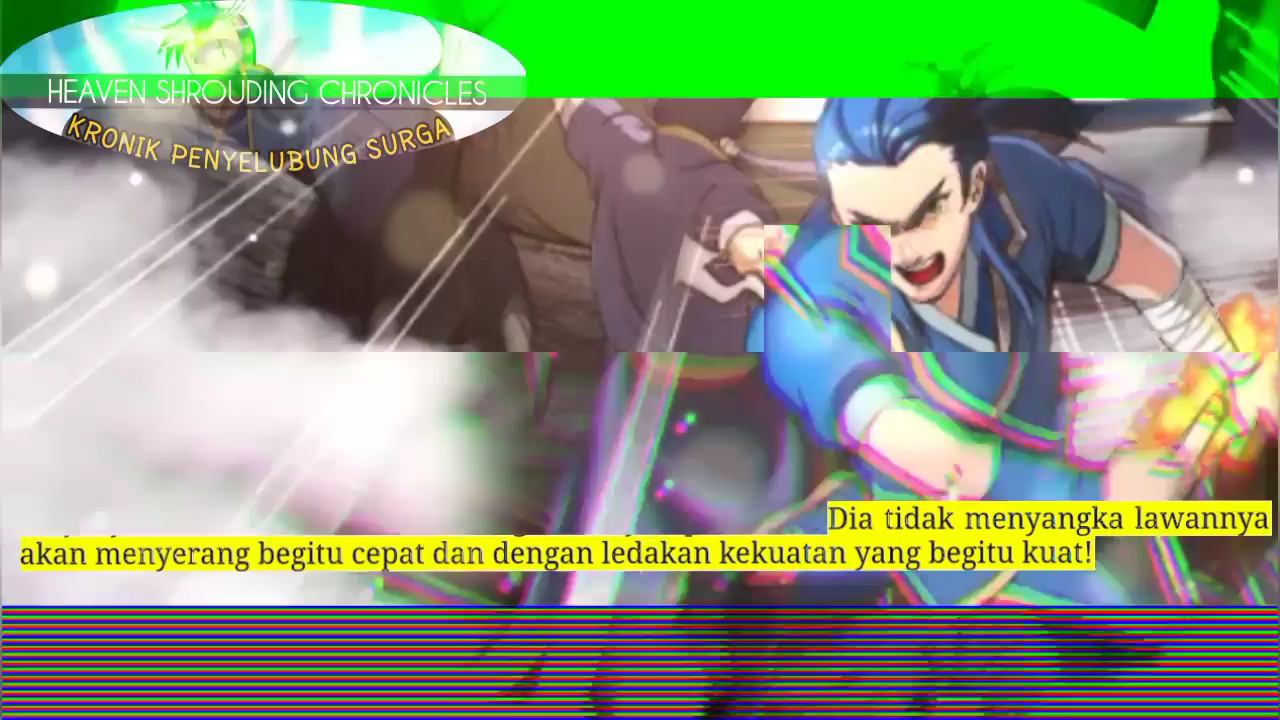 HEAVEN SHROUDING CHRONICLES
KRONIK PENYELUBUNG SURGA
Dia tidak menyangka lawannya
akan menyerang begitu cepat dan dengan ledakan kekuatan yang begitu kuat!